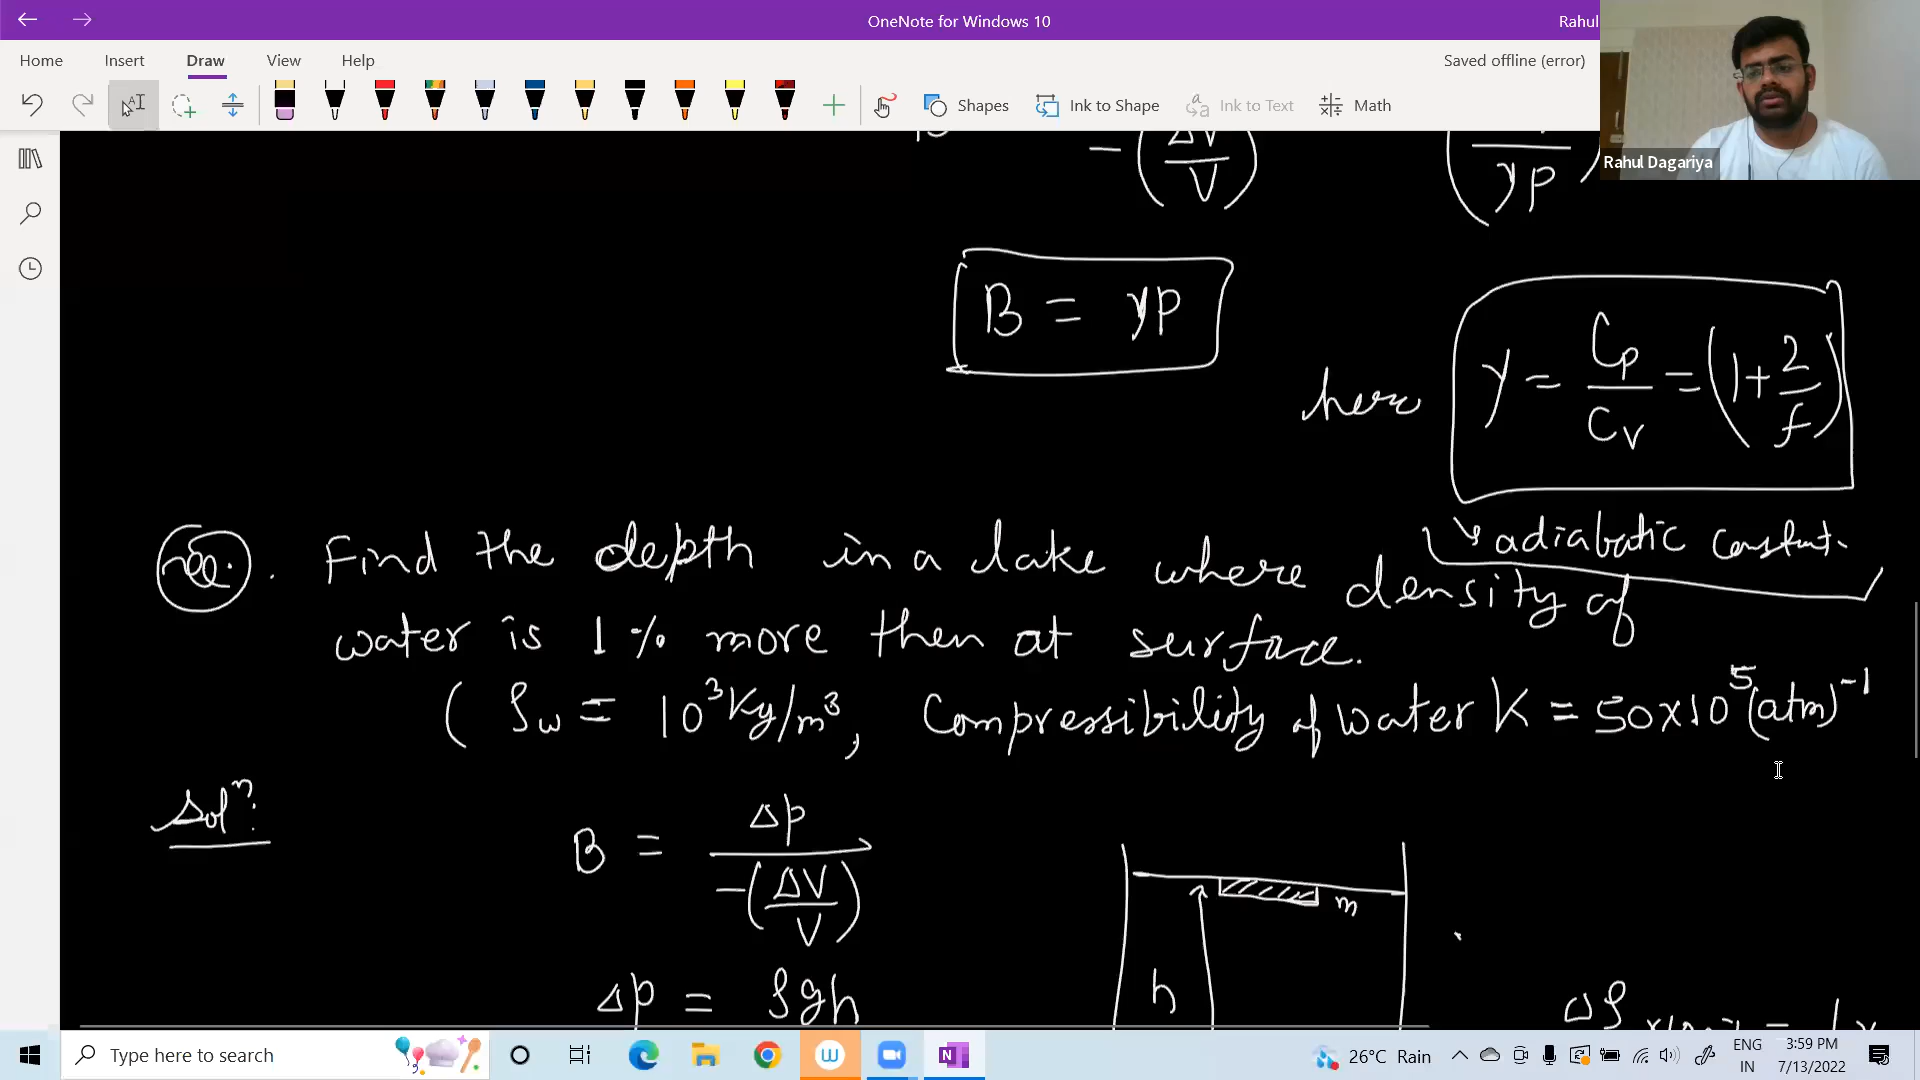 OneNote for Windows 10
Rahul
Home Insert Draw View Help
Saved offline (error)
Shapes Ink to Shape Ink to Text Math
Rahul Dagariya
- (ΔV/V)
γP
B = γP
here γ = Cp/Cv = (1 + 2/f)
↳ adiabatic constant.
Find the depth in a lake where density of
water is 1% more then at surface.
(ρw = 10³ Kg/m³, Compressibility of water K = 50×10⁵ (atm)⁻¹
Solⁿ:
B = Δp / -(ΔV/V)
m
Δp = ρgh
h
Δρ
Type here to search
26°C Rain
ENG
IN
3:59 PM
7/13/2022